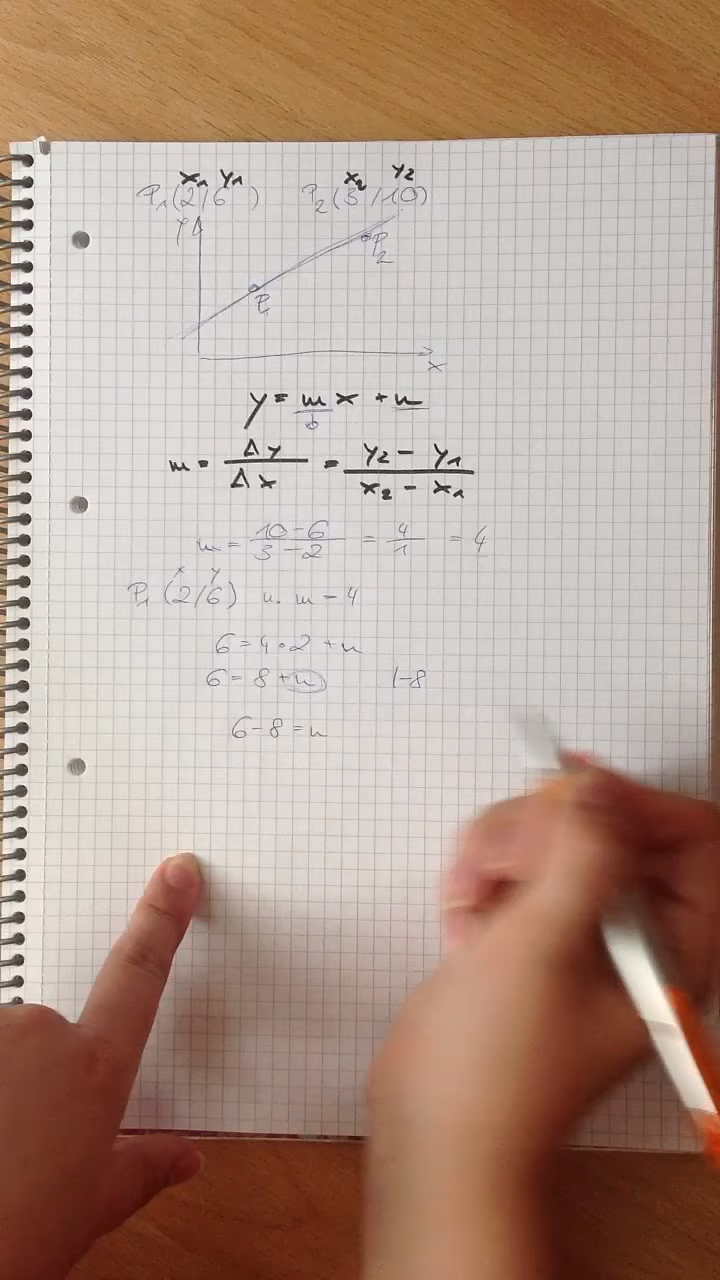 x₁ y₁ x₂ y₂
P₁(2/6) P₂(3/10)
y
P₂
P₁
x
y = mx + n
m = Δy/Δx = (y₂ - y₁)/(x₂ - x₁)
m = (10-6)/(3-2) = 4/1 = 4
x y
P₁ (2/6) u. m = 4
6 = 4·2 + n
6 = 8 + n |-8
6-8 = n